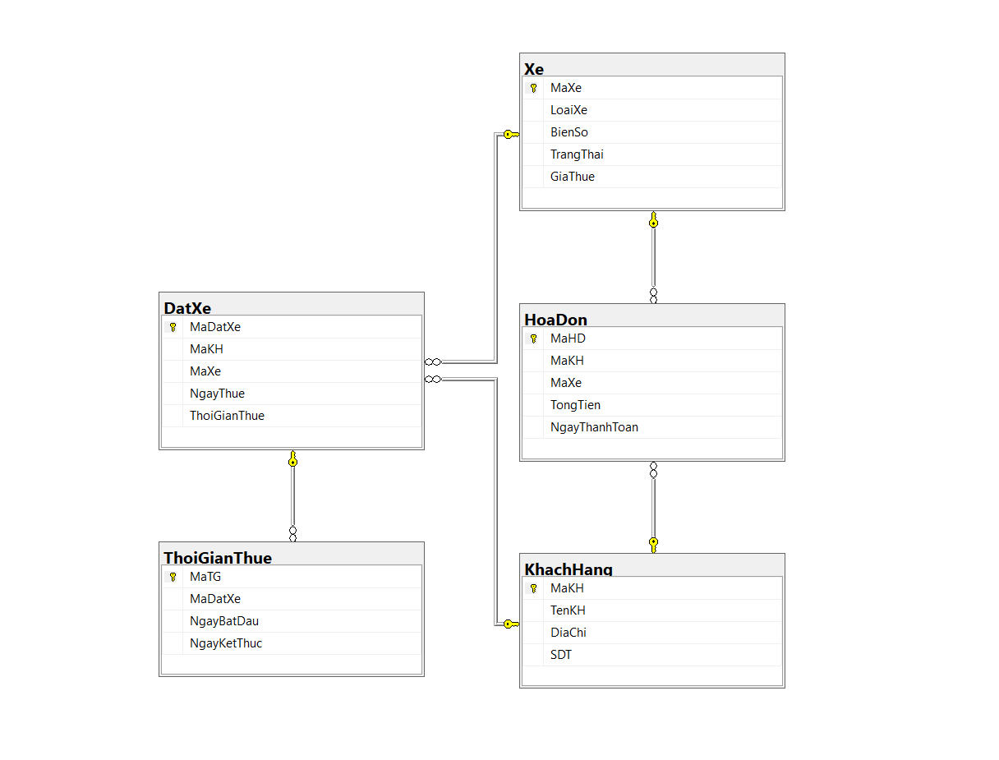 Xe
MaXe
LoaiXe
BienSo
TrangThai
GiaThue
DatXe
MaDatXe
MaKH
MaXe
NgayThue
ThoiGianThue
HoaDon
MaHD
MaKH
MaXe
TongTien
NgayThanhToan
ThoiGianThue
MaTG
MaDatXe
NgayBatDau
NgayKetThuc
KhachHang
MaKH
TenKH
DiaChi
SDT